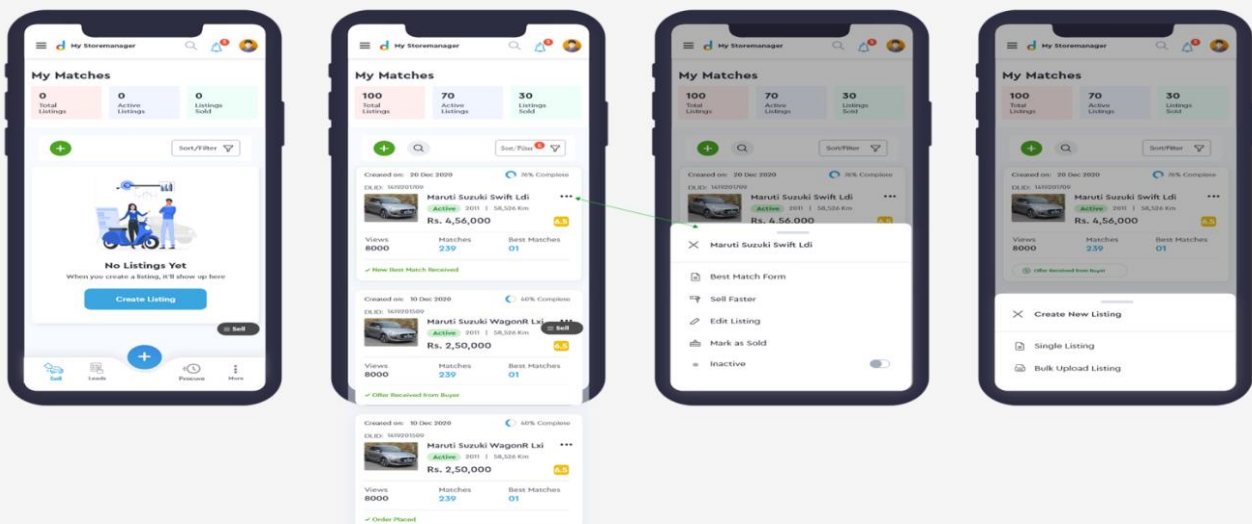 My Storemanager
My Matches
0
Total Listings
0
Active Listings
0
Listings Sold
Sort/Filter
No Listings Yet
When you create a listing, it'll show up here
Create Listing
Sell
Sell
Leads
Procure
More
My Storemanager
My Matches
100
Total Listings
70
Active Listings
30
Listings Sold
Sort/Filter
Created on: 20 Dec 2020
76% Complete
DLID: 1419201709
Maruti Suzuki Swift Ldi
Active 2011 | 58,526 Km
Rs. 4,56,000
6.5
Views
Matches
Best Matches
8000
239
01
New Best Match Received
Created on: 10 Dec 2020
40% Complete
Maruti Suzuki WagonR Lxi
Sell
Active 2011 | 58,526 Km
Rs. 2,50,000
6.5
Views
Matches
Best Matches
8000
239
01
Offer Received from Buyer
Created on: 10 Dec 2020
40% Complete
Maruti Suzuki WagonR Lxi
Active 2011 | 58,526 Km
Rs. 2,50,000
6.5
Views
Matches
Best Matches
8000
239
01
Order Placed
My Storemanager
My Matches
100
Total Listings
70
Active Listings
30
Listings Sold
Sort/Filter
Created on: 20 Dec 2020
76% Complete
DLID: 1419201709
Maruti Suzuki Swift Ldi
Active 2011 | 58,526 Km
Rs. 4,56,000
6.5
Maruti Suzuki Swift Ldi
Best Match Form
Sell Faster
Edit Listing
Mark as Sold
Inactive
My Storemanager
My Matches
100
Total Listings
70
Active Listings
30
Listings Sold
Sort/Filter
Created on: 20 Dec 2020
76% Complete
DLID: 1419201709
Maruti Suzuki Swift Ldi
Active 2011 | 58,526 Km
Rs. 4,56,000
6.5
Views
Matches
Best Matches
8000
239
01
Offer Received from Buyer
Create New Listing
Single Listing
Bulk Upload Listing